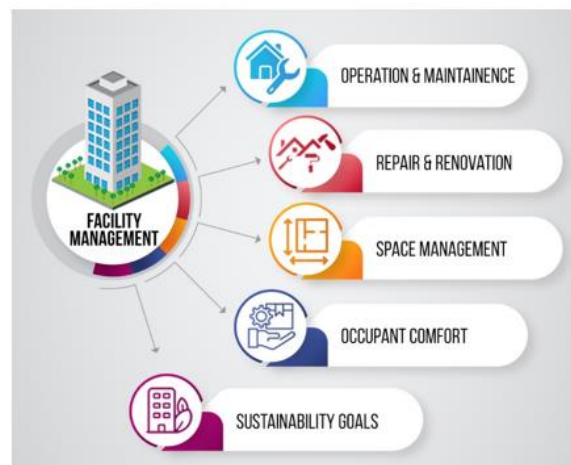 OPERATION & MAINTAINENCE
REPAIR & RENOVATION
FACILITY
MANAGEMENT
SPACE MANAGEMENT
OCCUPANT COMFORT
SUSTAINABILITY GOALS